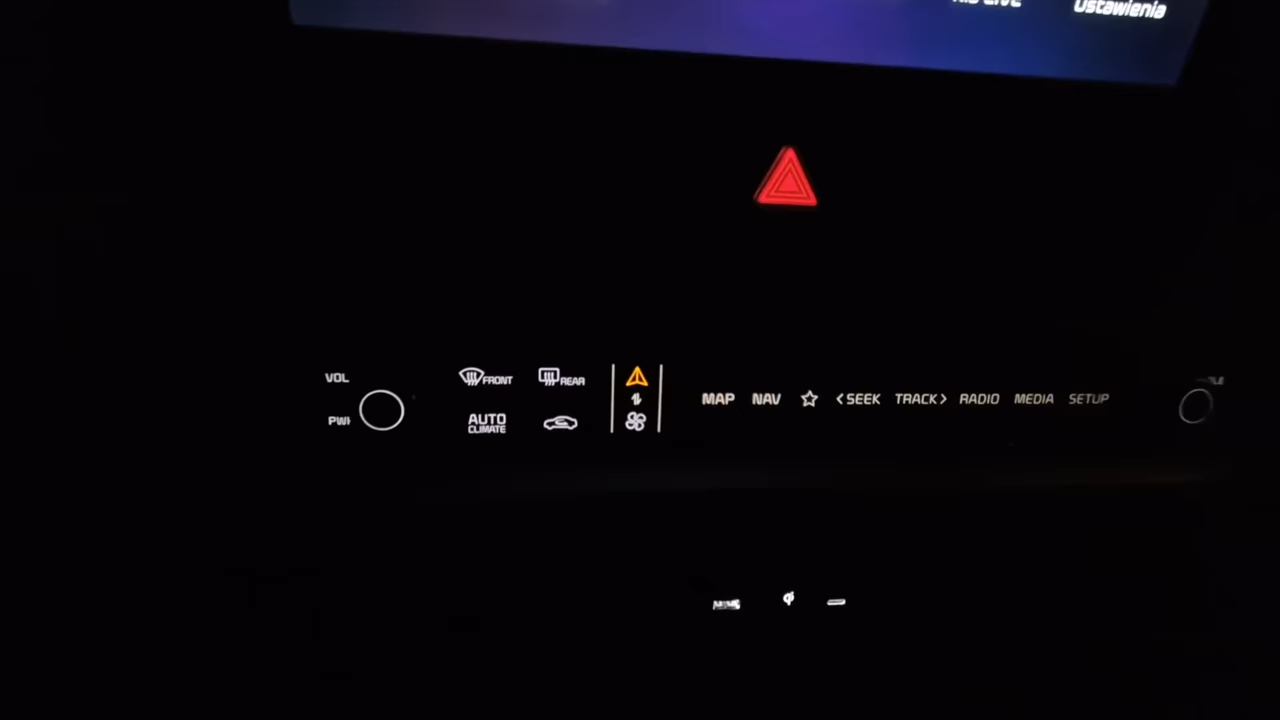 Ustawienia
VOL
FRONT
REAR
MAP NAV < SEEK TRACK > RADIO MEDIA SETUP
AUTO
CLIMATE